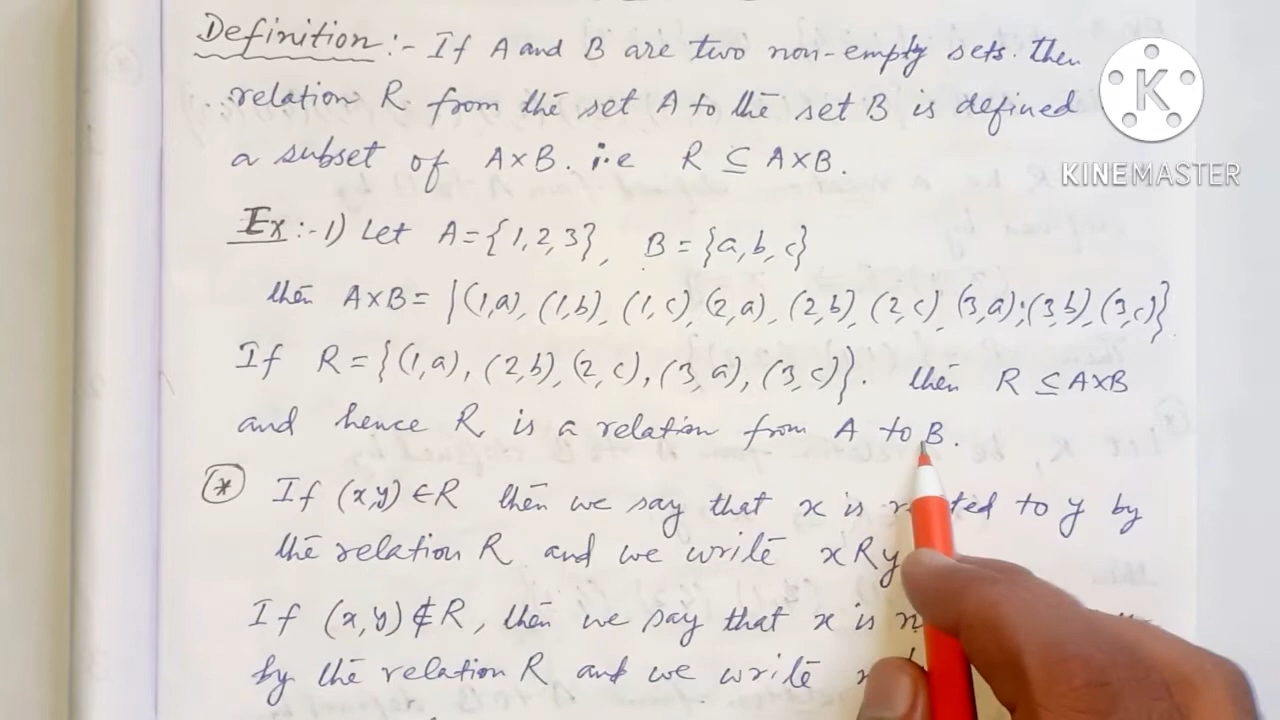 Definition :- If A and B are two non-empty sets. then
relation R from the set A to the set B is defined
a subset of A×B. i.e R ⊆ A×B.
Ex :- 1) Let A = {1,2,3}, B = {a,b,c}
then A×B = {(1,a), (1,b), (1,c), (2,a), (2,b), (2,c), (3,a), (3,b), (3,c)}.
If R = {(1,a), (2,b), (2,c), (3,a), (3,c)}. then R ⊆ A×B
and hence R is a relation from A to B.
* If (x,y) ∈ R then we say that x is to y by
the relation R and we write x R y
If (x,y) ∉ R, then we say that x is
by the relation R and we write
KINEMASTER